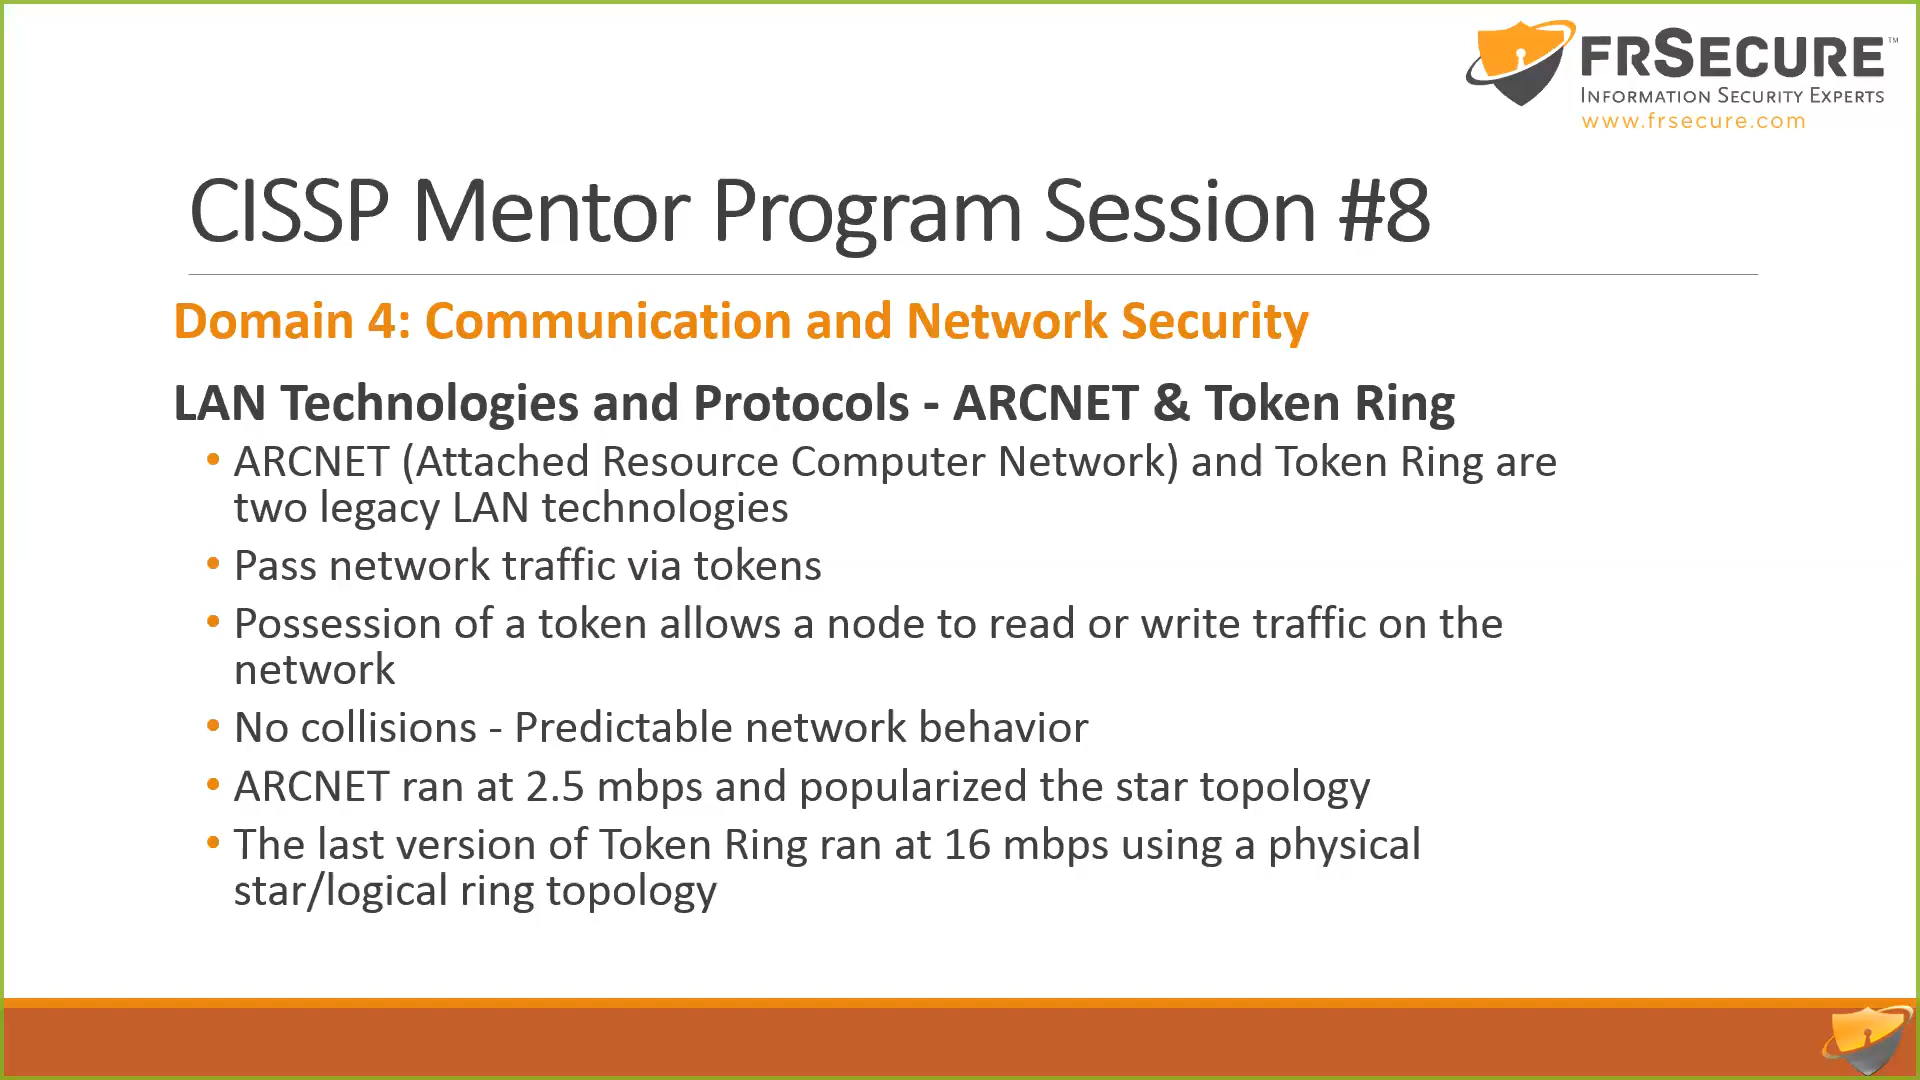 FRSECURE™
INFORMATION SECURITY EXPERTS
www.frsecure.com
CISSP Mentor Program Session #8
Domain 4: Communication and Network Security
LAN Technologies and Protocols - ARCNET & Token Ring
• ARCNET (Attached Resource Computer Network) and Token Ring are
two legacy LAN technologies
• Pass network traffic via tokens
• Possession of a token allows a node to read or write traffic on the
network
• No collisions - Predictable network behavior
• ARCNET ran at 2.5 mbps and popularized the star topology
• The last version of Token Ring ran at 16 mbps using a physical
star/logical ring topology